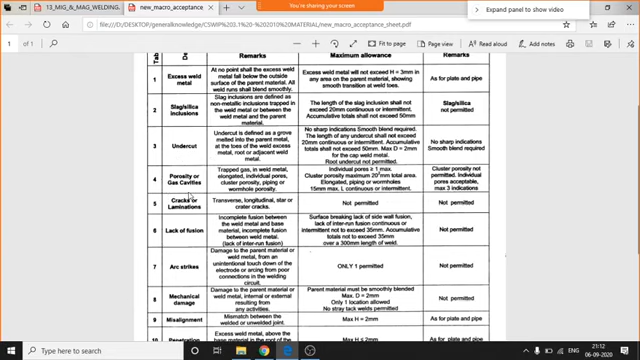 You're sharing your screen
Expand panel to show video
13_MIG_&_MAG_WELDING.
new_macro_acceptance_
file:///D:/DESKTOP/generalknowledge/CSWIP%203.1%20-%202010%20MATERIAL/new_macro_acceptance_sheet.pdf
1 of 1
Page view
Read aloud
Add notes
Tab
De
Remarks
Maximum allowance
Remarks
1
Excess weld
metal
At no point shall the excess weld
metal fall below the outside
surface of the parent material. All
weld runs shall blend smoothly.
Excess weld metal will not exceed H = 3mm in
any area on the parent material, showing
smooth transition at weld toes.
As for plate and pipe
2
Slag/silica
inclusions
Slag inclusions are defined as
non-metallic inclusions trapped in
the weld metal or between the
weld metal and the parent
material.
The length of the slag inclusion shall not
exceed 20mm continuous or intermittent.
Accumulative totals shall not exceed 50mm
Slag/silica
not permitted
3
Undercut
Undercut is defined as a grove
melted into the parent metal,
at the toes of the weld excess
metal, root or adjacent weld
metal.
No sharp indications Smooth blend required.
The length of any undercut shall not exceed
20mm continuous or intermittent. Accumulative
totals shall not exceed 50mm. Max D = 2mm
for the cap weld metal.
Root undercut not permitted.
No sharp indications
Smooth blend required
4
Porosity or
Gas Cavities
Trapped gas, in weld metal,
elongated, individual pores,
cluster porosity, piping or
wormhole porosity.
Individual pores ≥ 1 max.
Cluster porosity maximum 20 mm total area.
Elongated, piping or wormholes
15mm max. L continuous or intermittent.
Cluster porosity not
permitted. Individual
pores acceptable,
max 3 indications
5
Cracks or
Laminations
Transverse, longitudinal, star or
crater cracks.
Not permitted
Not permitted
6
Lack of fusion
Incomplete fusion between the
weld metal and base
material, incomplete fusion
between weld metal.
(lack of inter-run fusion)
Surface breaking lack of side wall fusion,
lack of inter-run fusion continuous or
intermittent not to exceed 35mm. Accumulative
totals not to exceed 35mm
over a 300mm length of weld.
Not permitted
7
Arc strikes
Damage to the parent material or
weld metal, from an
unintentional touch down of the
electrode or arcing from poor
connections in the welding
circuit.
ONLY 1 permitted
Not permitted
8
Mechanical
damage
Damage to the parent material or
weld metal, internal or external
resulting from
any activities.
Parent material must be smoothly blended
Max. D = 2mm
Only 1 location allowed
No stray tack welds permitted
Not permitted
9
Misalignment
Mismatch between the
welded or unwelded joint.
Max H = 2mm
As for plate and pipe
10
Penetration
Excess weld metal, above the
base material in the root of the
Max H ≤ 2mm
As for plate and pipe
Type here to search
ENG
21:12
06-09-2020